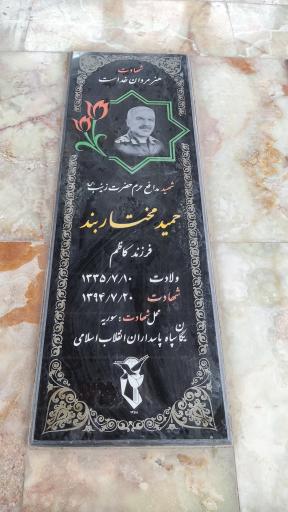 شهادت
هنر مردان خداست
شهید مدافع حرم حضرت زینب
حمید مختاربند
فرزند کاظم
ولادت ۱۳۳۵/۷/۱۰
شهادت ۱۳۹۴/۷/۲۰
محل شهادت : سوریه
یگان سپاه پاسداران انقلاب اسلامی